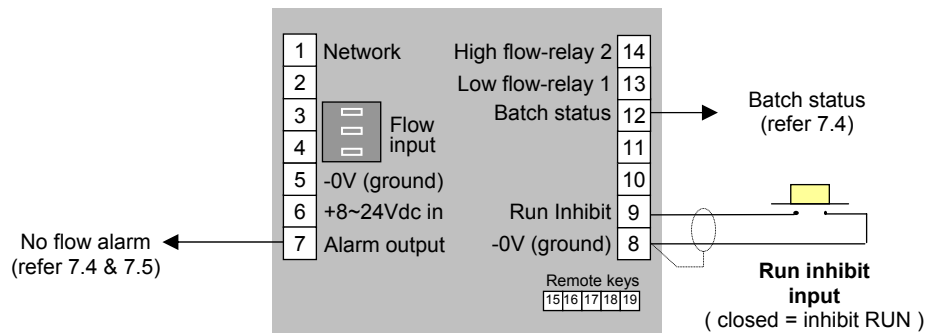 1 Network
2
3
4
Flow
input
5 -0V (ground)
6 +8~24Vdc in
7 Alarm output
No flow alarm
(refer 7.4 & 7.5)
High flow-relay 2 14
Low flow-relay 1 13
Batch status 12
11
10
Run Inhibit 9
-0V (ground) 8
Remote keys
15 16 17 18 19
Batch status
(refer 7.4)
Run inhibit
input
( closed = inhibit RUN )